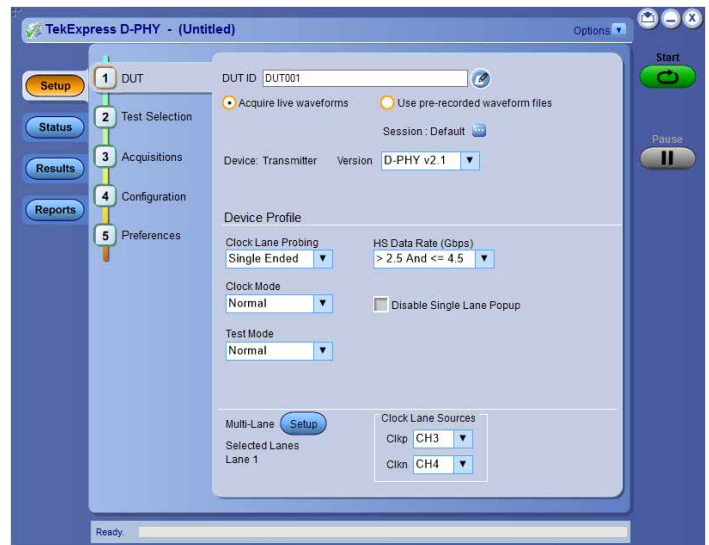 TekExpress D-PHY - (Untitled)
Options
Start
Pause
Setup
Status
Results
Reports
1 DUT
2 Test Selection
3 Acquisitions
4 Configuration
5 Preferences
DUT ID DUT001
Acquire live waveforms
Use pre-recorded waveform files
Session : Default
Device: Transmitter Version D-PHY v2.1
Device Profile
Clock Lane Probing
Single Ended
HS Data Rate (Gbps)
> 2.5 And <= 4.5
Clock Mode
Normal
Disable Single Lane Popup
Test Mode
Normal
Multi-Lane Setup
Selected Lanes
Lane 1
Clock Lane Sources
Clkp CH3
Clkn CH4
Ready.